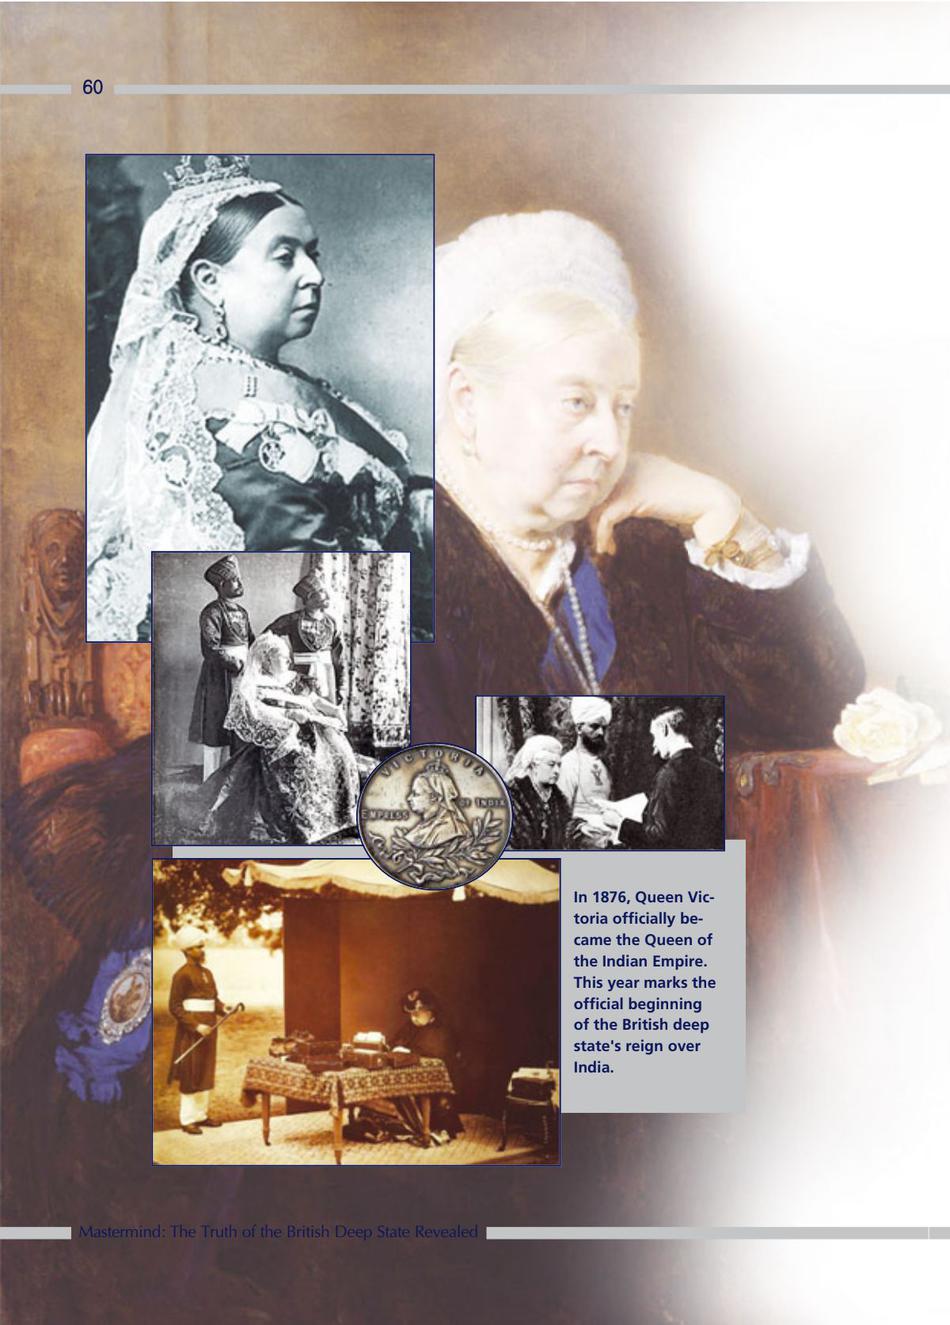 60
VICTORIA
EMPRESS OF INDIA
In 1876, Queen Vic-
toria officially be-
came the Queen of
the Indian Empire.
This year marks the
official beginning
of the British deep
state's reign over
India.
Mastermind: The Truth of the British Deep State Revealed